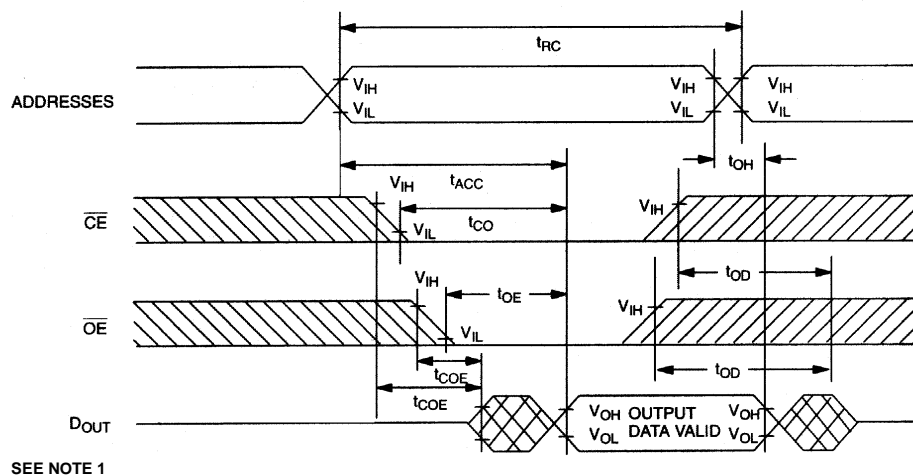 tRC
ADDRESSES
VIH
VIL
VIH
VIL
VIH
VIL
tOH
tACC
CE
VIH
VIL
tCO
VIH
tOD
OE
VIH
VIL
tOE
VIH
tCOE
tCOE
tOD
DOUT
VOH OUTPUT VOH
VOL DATA VALID VOL
SEE NOTE 1